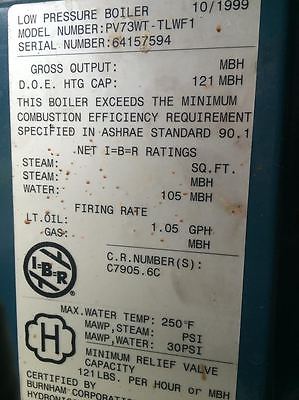 LOW PRESSURE BOILER 10/1999
MODEL NUMBER:PV73WT-TLWF1
SERIAL NUMBER: 64157594
GROSS OUTPUT: MBH
D.O.E. HTG CAP: 121 MBH
THIS BOILER EXCEEDS THE MINIMUM
COMBUSTION EFFICIENCY REQUIREMENT
SPECIFIED IN ASHRAE STANDARD 90.1
NET I=B=R RATINGS
STEAM: SQ.FT.
STEAM: MBH
WATER: 105 MBH
FIRING RATE
LT.OIL: 1.05 GPH
GAS: MBH
I=B=R
C.R.NUMBER(S):
C7905.6C
H
MAX.WATER TEMP: 250°F
MAWP,STEAM: PSI
MAWP,WATER: 30PSI
MINIMUM RELIEF VALVE
CAPACITY
121LBS. PER HOUR or MBH
CERTIFIED BY
BURNHAM CORPORATION